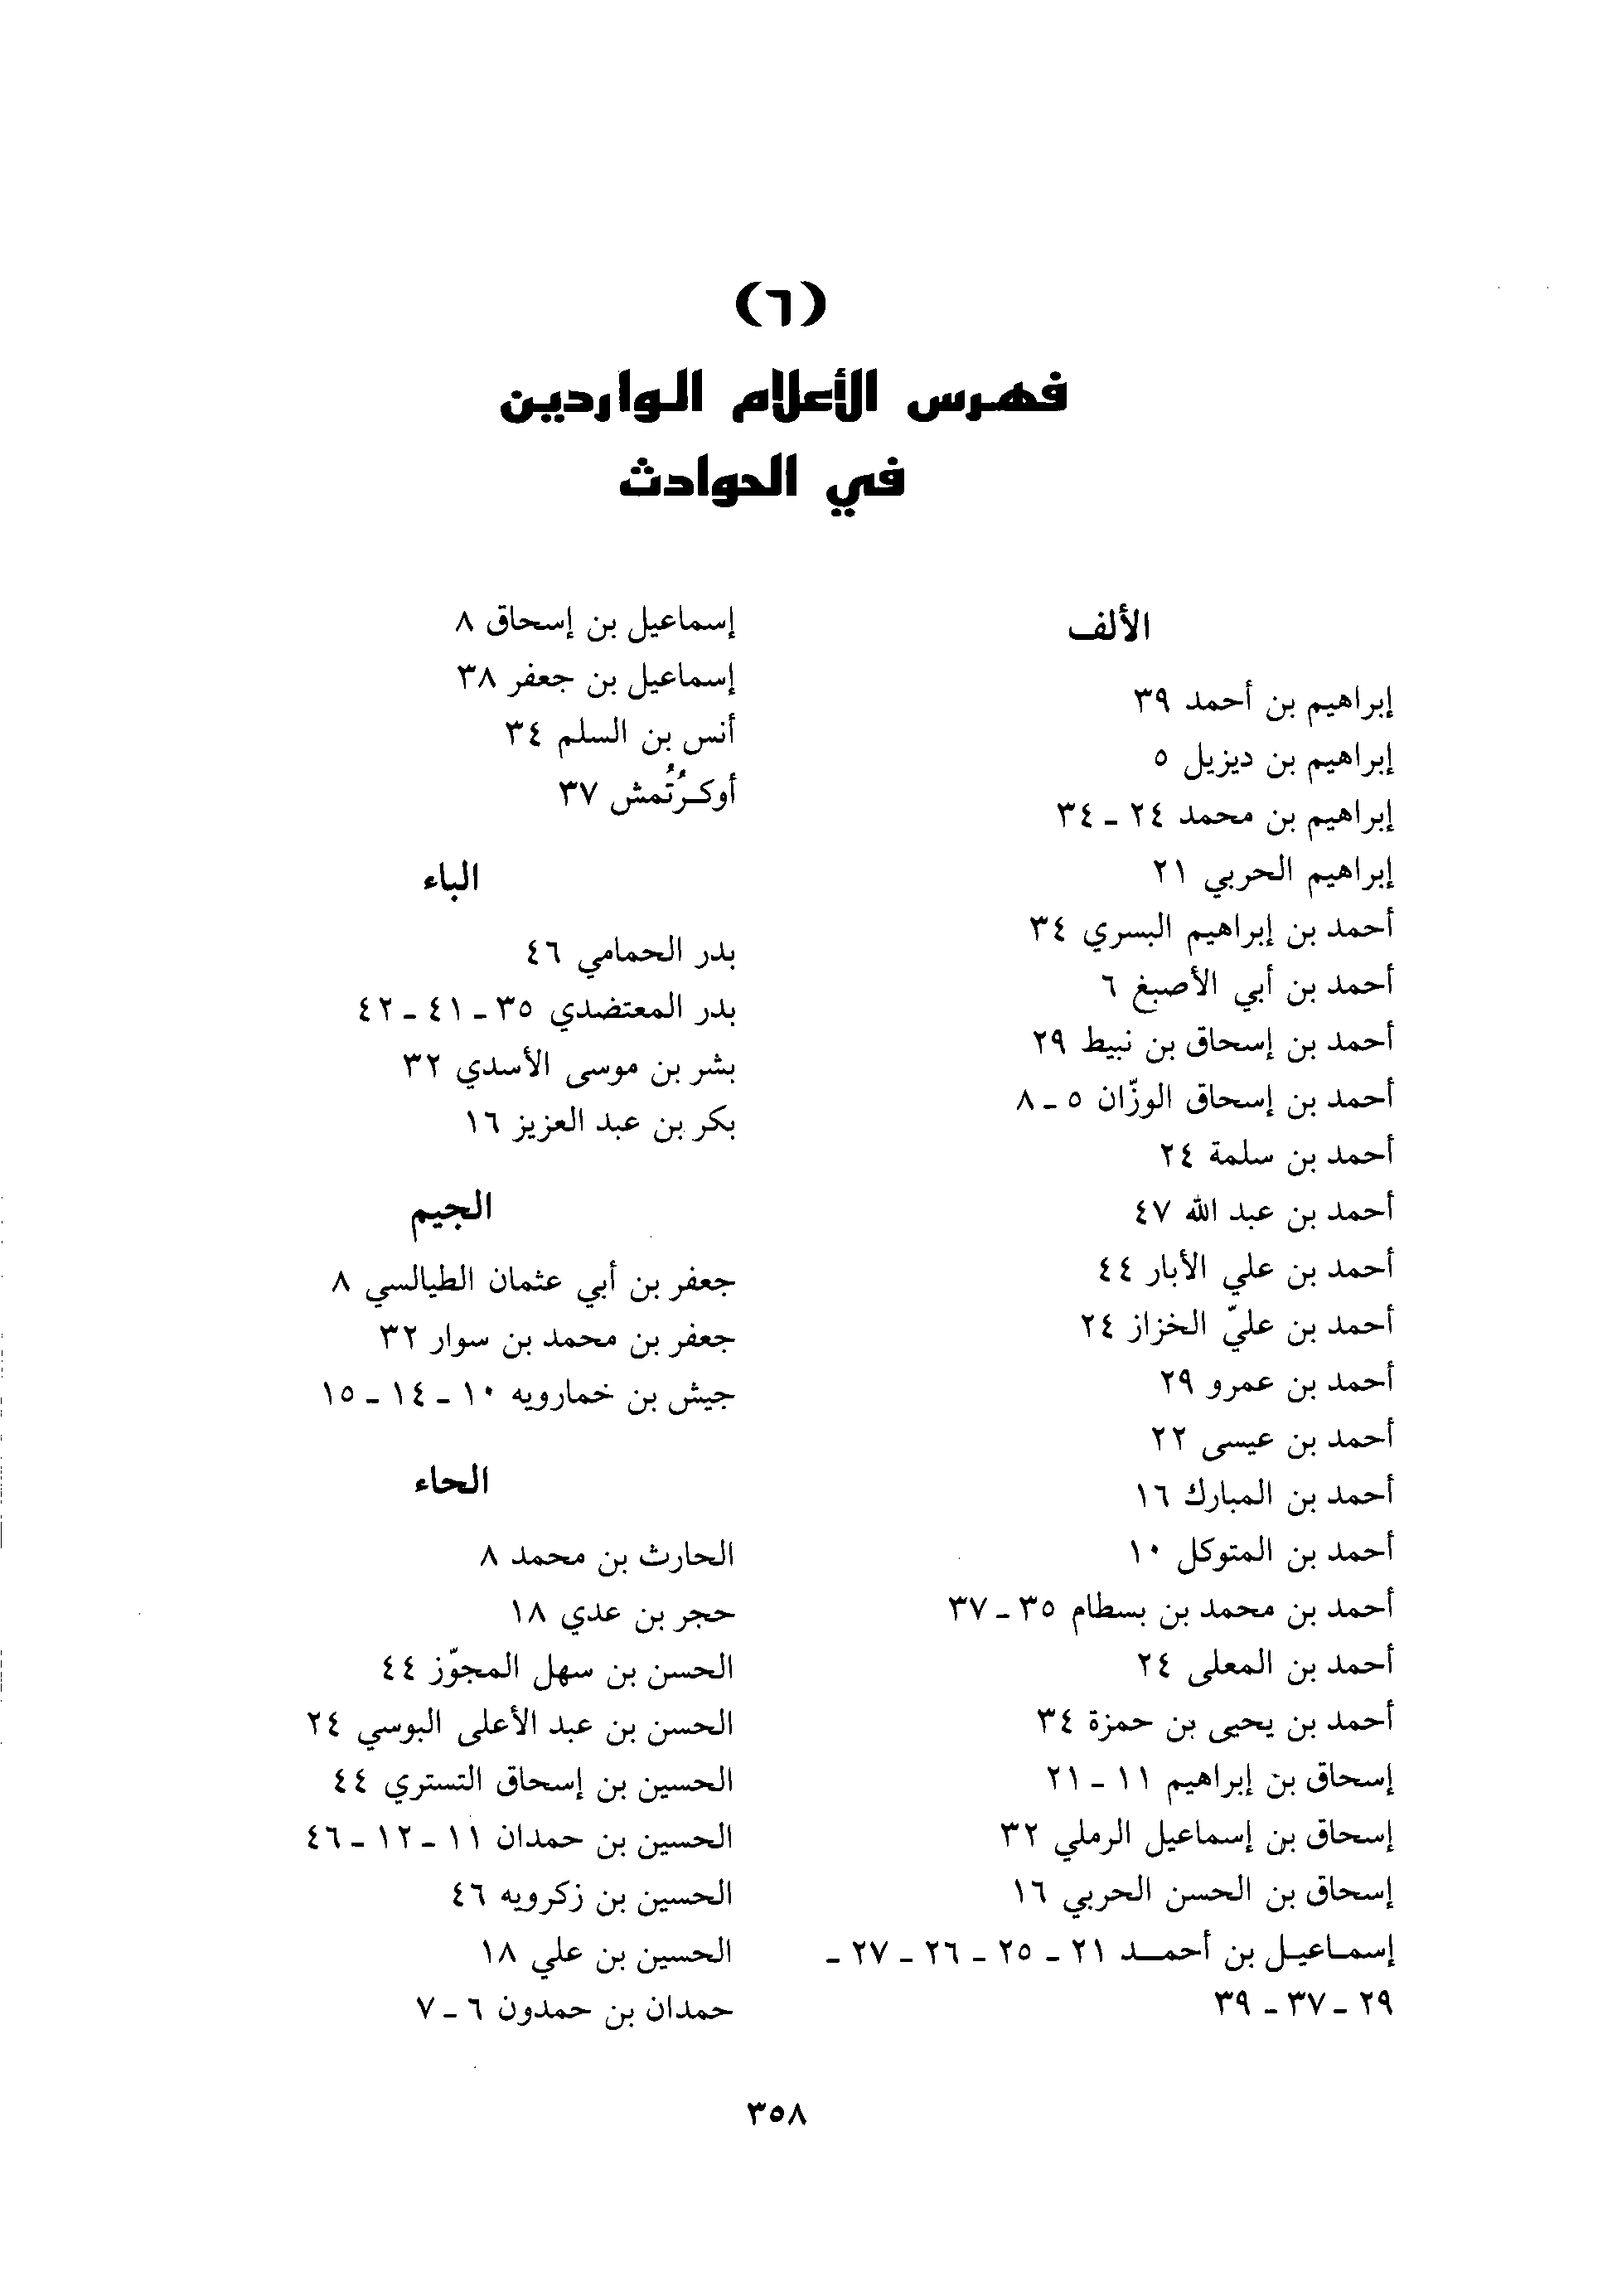 (٦)
فهرس الأعلام الواردين
في الحوادث
الألف
إبراهيم بن أحمد ٣٩
إبراهيم بن ديزيل ٥
إبراهيم بن محمد ٢٤ - ٣٤
إبراهيم الحربي ٢١
أحمد بن إبراهيم البسري ٣٤
أحمد بن أبي الأصبغ ٦
أحمد بن إسحاق بن نبيط ٢٩
أحمد بن إسحاق الوزّان ٥ - ٨
أحمد بن سلمة ٢٤
أحمد بن عبد الله ٤٧
أحمد بن علي الأبار ٤٤
أحمد بن عليّ الخزاز ٢٤
أحمد بن عمرو ٢٩
أحمد بن عيسى ٢٢
أحمد بن المبارك ١٦
أحمد بن المتوكل ١٠
أحمد بن محمد بن بسطام ٣٥ - ٣٧
أحمد بن المعلى ٢٤
أحمد بن يحيى بن حمزة ٣٤
إسحاق بن إبراهيم ١١ - ٢١
إسحاق بن إسماعيل الرملي ٣٢
إسحاق بن الحسن الحربي ١٦
إسماعيل بن أحمد ٢١ - ٢٥ - ٢٦ - ٢٧ -
٢٩ - ٣٧ - ٣٩
إسماعيل بن إسحاق ٨
إسماعيل بن جعفر ٣٨
أنس بن السلم ٣٤
أوكرُتُمش ٣٧
الباء
بدر الحمامي ٤٦
بدر المعتضدي ٣٥ - ٤١ - ٤٢
بشر بن موسى الأسدي ٣٢
بكر بن عبد العزيز ١٦
الجيم
جعفر بن أبي عثمان الطيالسي ٨
جعفر بن محمد بن سوار ٣٢
جيش بن خمارويه ١٠ - ١٤ - ١٥
الحاء
الحارث بن محمد ٨
حجر بن عدي ١٨
الحسن بن سهل المجوّز ٤٤
الحسن بن عبد الأعلى البوسي ٢٤
الحسين بن إسحاق التستري ٤٤
الحسين بن حمدان ١١ - ١٢ - ٤٦
الحسين بن زكرويه ٤٦
الحسين بن علي ١٨
حمدان بن حمدون ٦ - ٧
٣٥٨